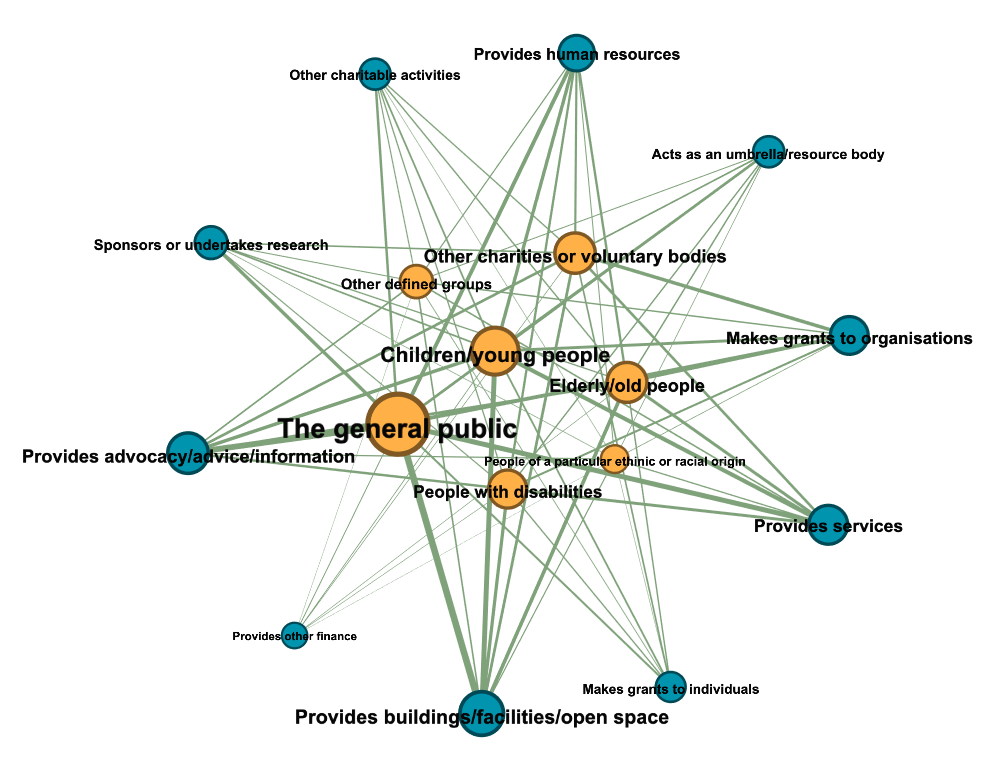 Provides human resources
Other charitable activities
Acts as an umbrella/resource body
Sponsors or undertakes research
Other charities or voluntary bodies
Other defined groups
Makes grants to organisations
Children/young people
Elderly/old people
The general public
Provides advocacy/advice/information
People of a particular ethinic or racial origin
People with disabilities
Provides services
Provides other finance
Makes grants to individuals
Provides buildings/facilities/open space